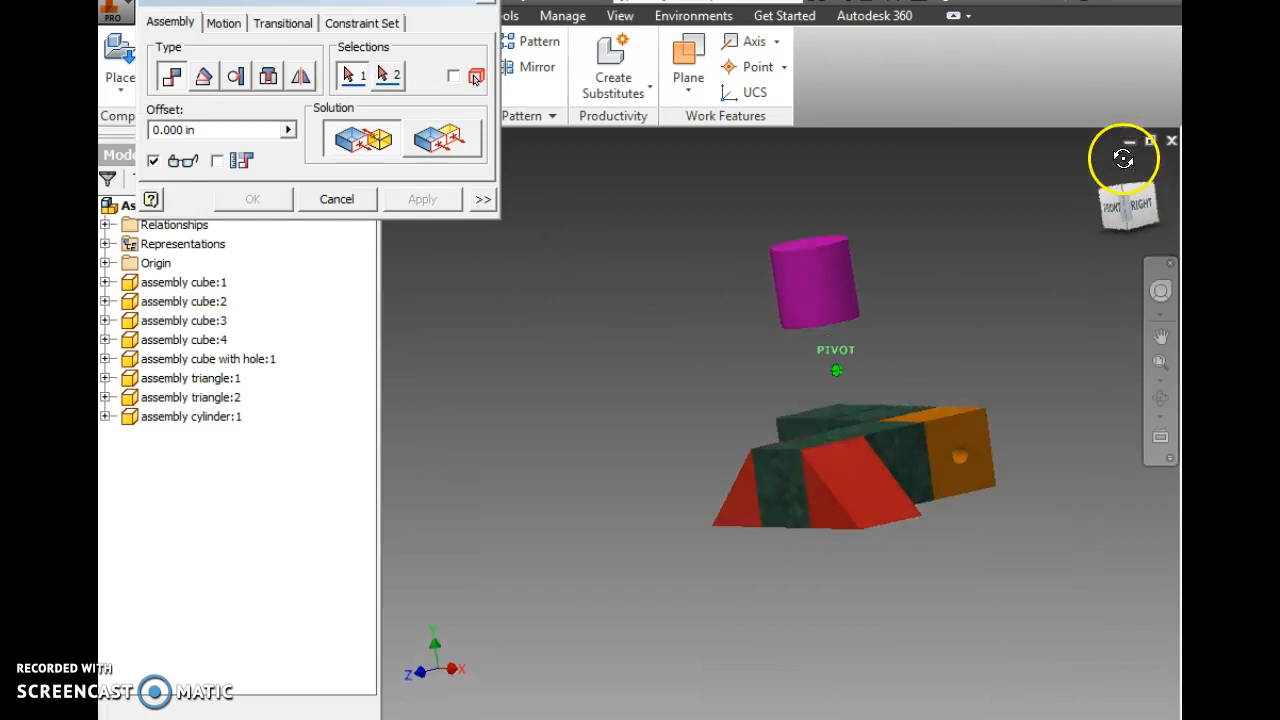 PRO
Manage View Environments Get Started Autodesk 360
Assembly Motion Transitional Constraint Set
Type Selections
1 2
Offset:
0.000 in
Solution
OK Cancel Apply >>
Place
Pattern
Mirror
Create
Substitutes
Plane
Axis
Point
UCS
Pattern Productivity Work Features
Relationships
Representations
Origin
assembly cube:1
assembly cube:2
assembly cube:3
assembly cube:4
assembly cube with hole:1
assembly triangle:1
assembly triangle:2
assembly cylinder:1
FRONT RIGHT
PIVOT
Y
Z X
RECORDED WITH
SCREENCAST MATIC